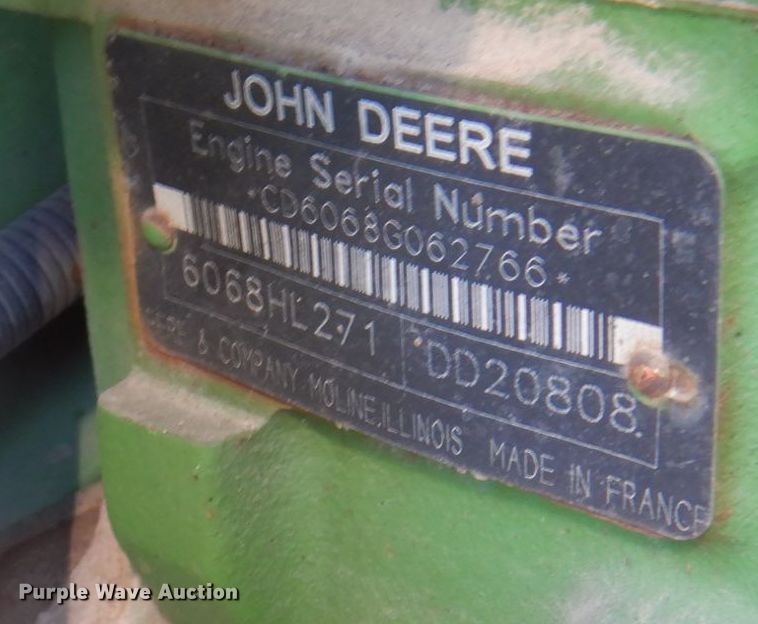 JOHN DEERE
Engine Serial Number
*CD6068G062766*
6068HL271 DD20808
DEERE & COMPANY MOLINE,ILLINOIS MADE IN FRANCE
Purple Wave Auction